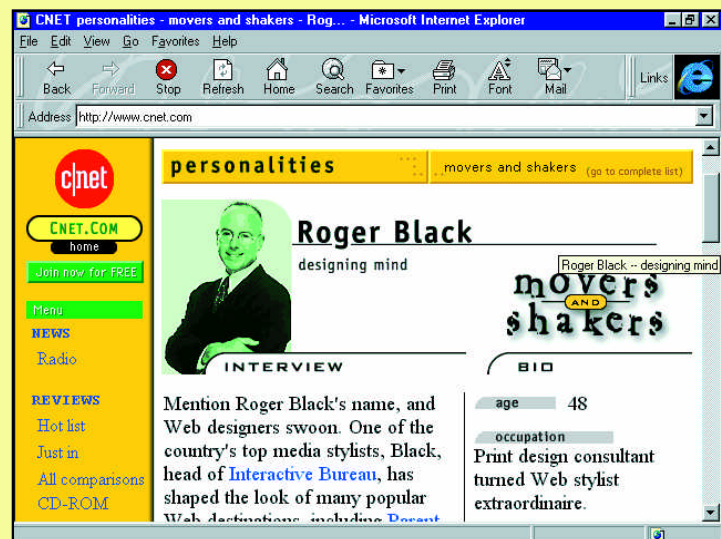 CNET personalities - movers and shakers - Rog... - Microsoft Internet Explorer
File Edit View Go Favorites Help
Back Forward Stop Refresh Home Search Favorites Print Font Mail Links
Address http://www.cnet.com
c|net
CNET.COM
home
Join now for FREE
Menu
NEWS
Radio
REVIEWS
Hot list
Just in
All comparisons
CD-ROM
personalities movers and shakers (go to complete list)
Roger Black
designing mind
Roger Black -- designing mind
movers
AND
shakers
INTERVIEW
Mention Roger Black's name, and
Web designers swoon. One of the
country's top media stylists, Black,
head of Interactive Bureau, has
shaped the look of many popular
Web destinations, including Parent
BIO
age 48
occupation
Print design consultant
turned Web stylist
extraordinaire.